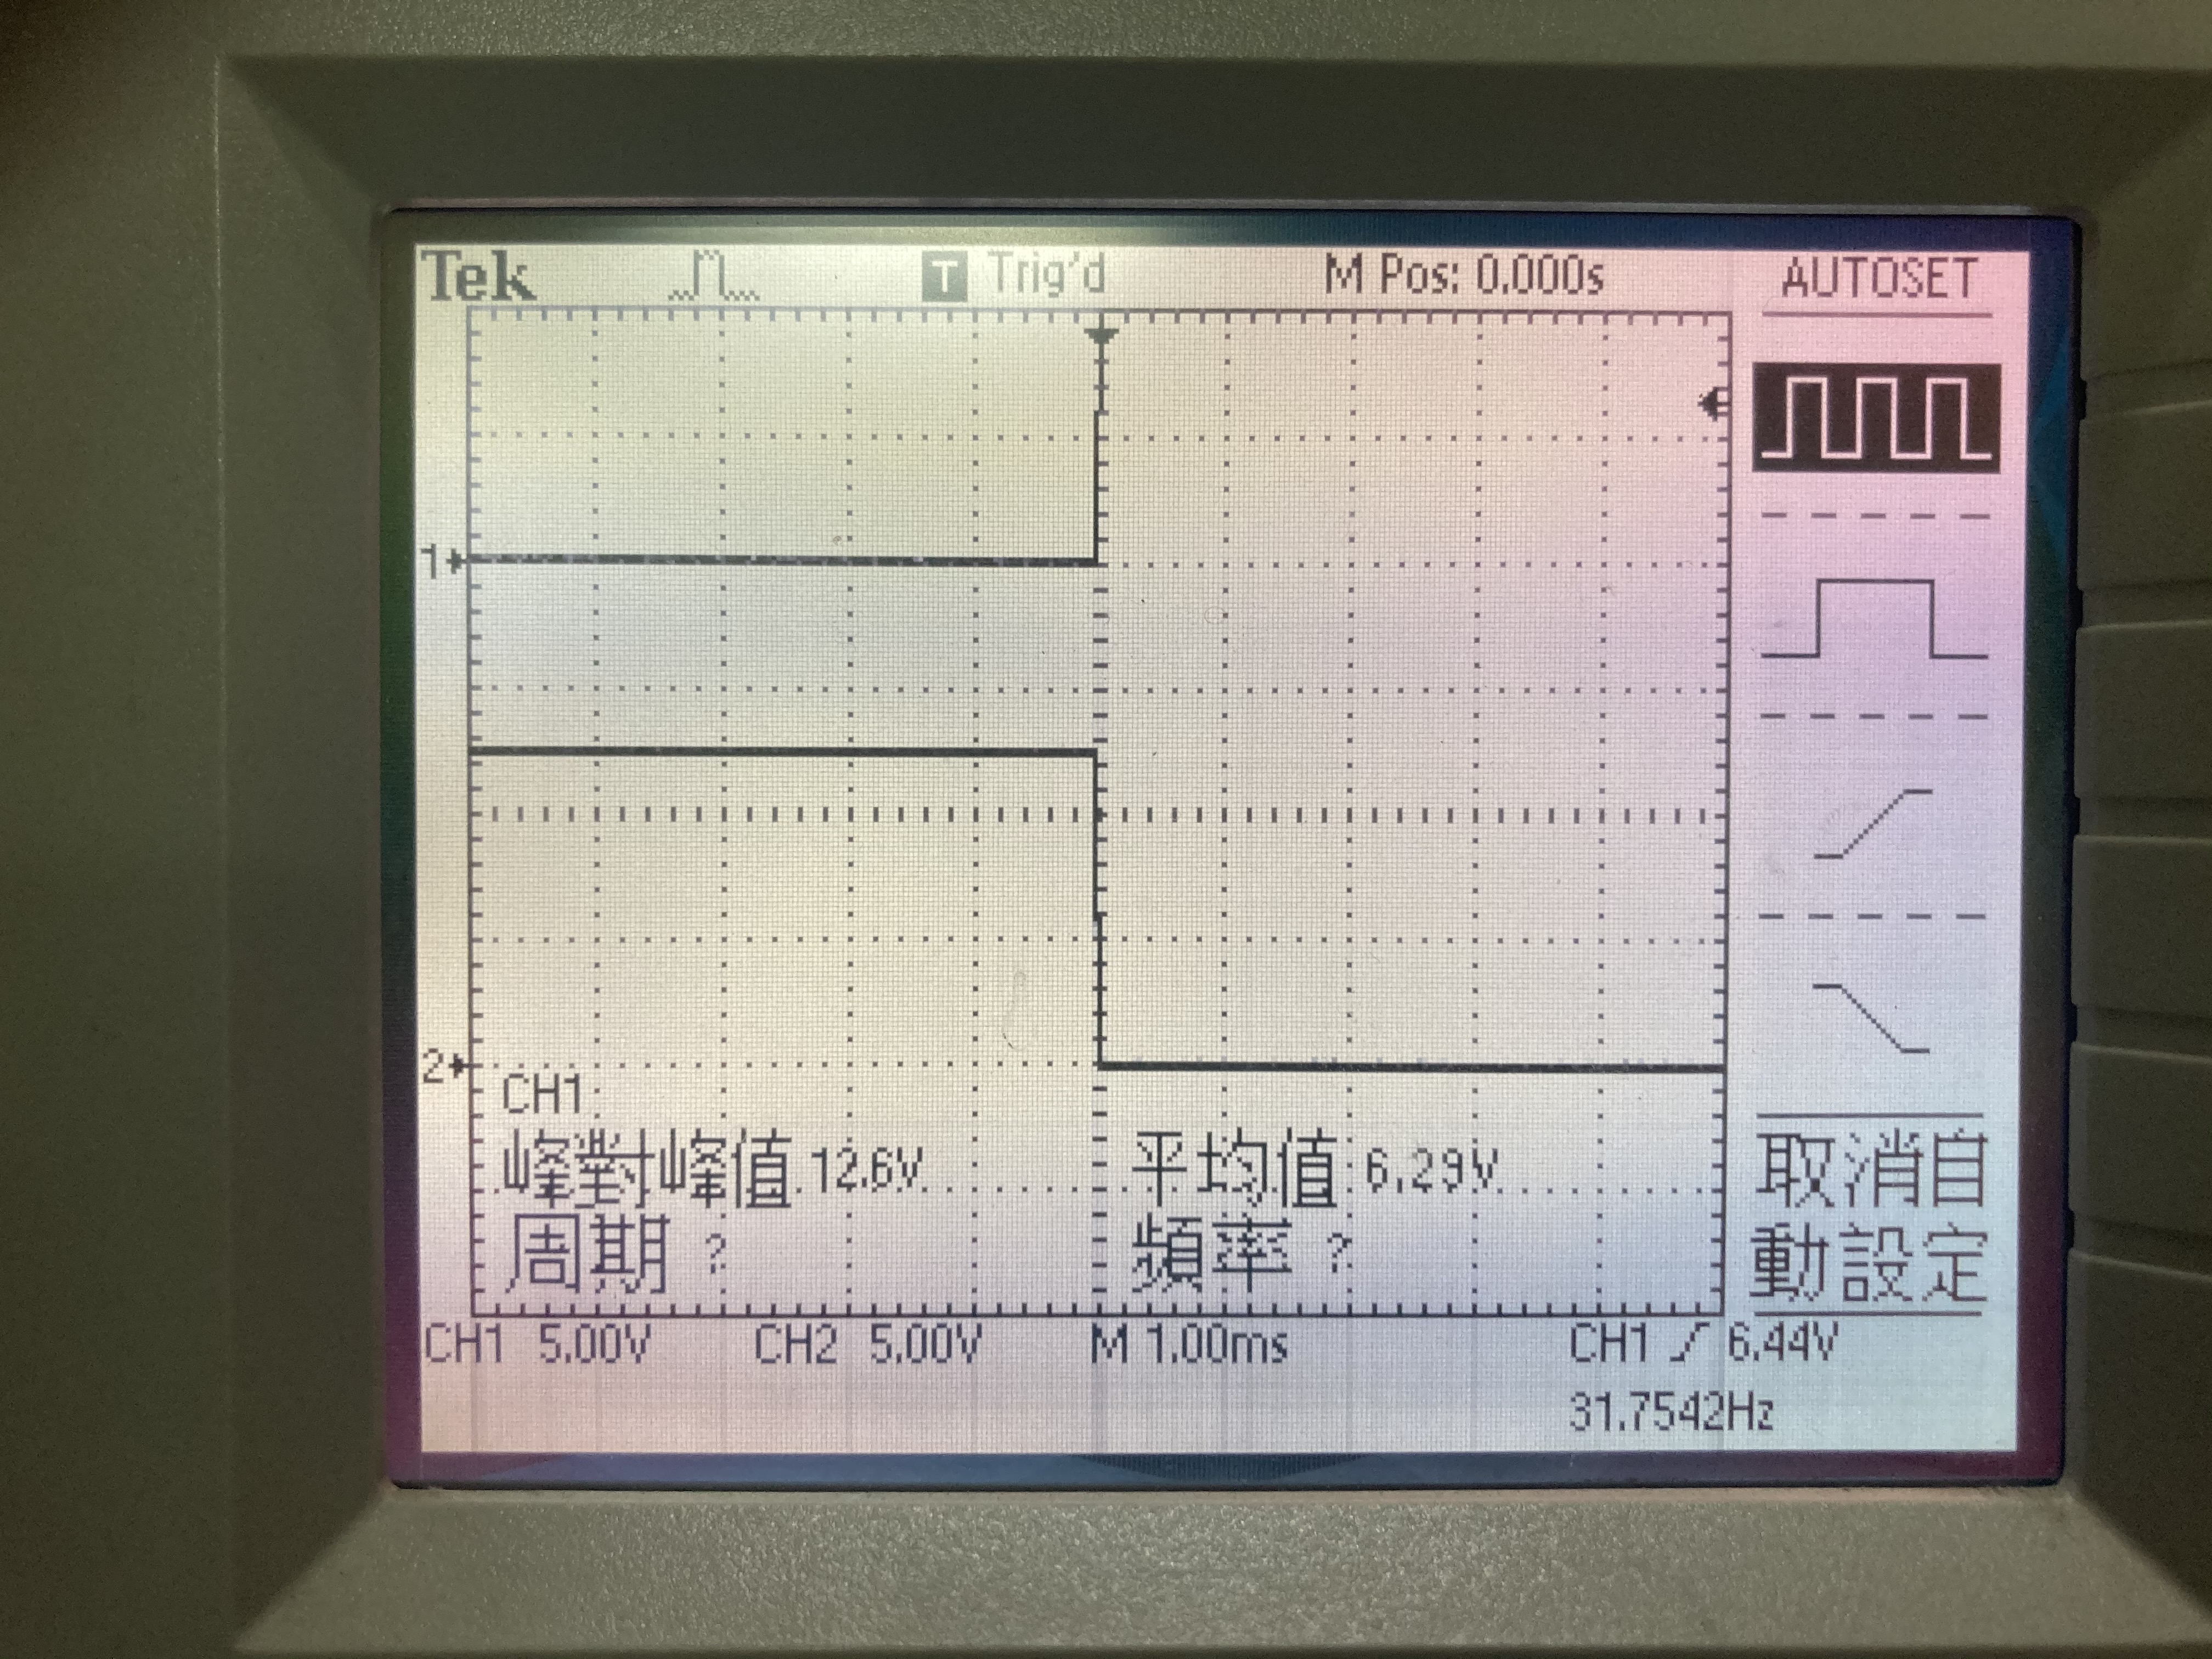 Tek T Trig'd M Pos: 0.000s AUTOSET
1
2
CH1
峰對峰值 12.6V 平均值 6.29V
周期 ? 頻率 ?
取消自
動設定
CH1 5.00V CH2 5.00V M 1.00ms CH1 6.44V
31.7542Hz